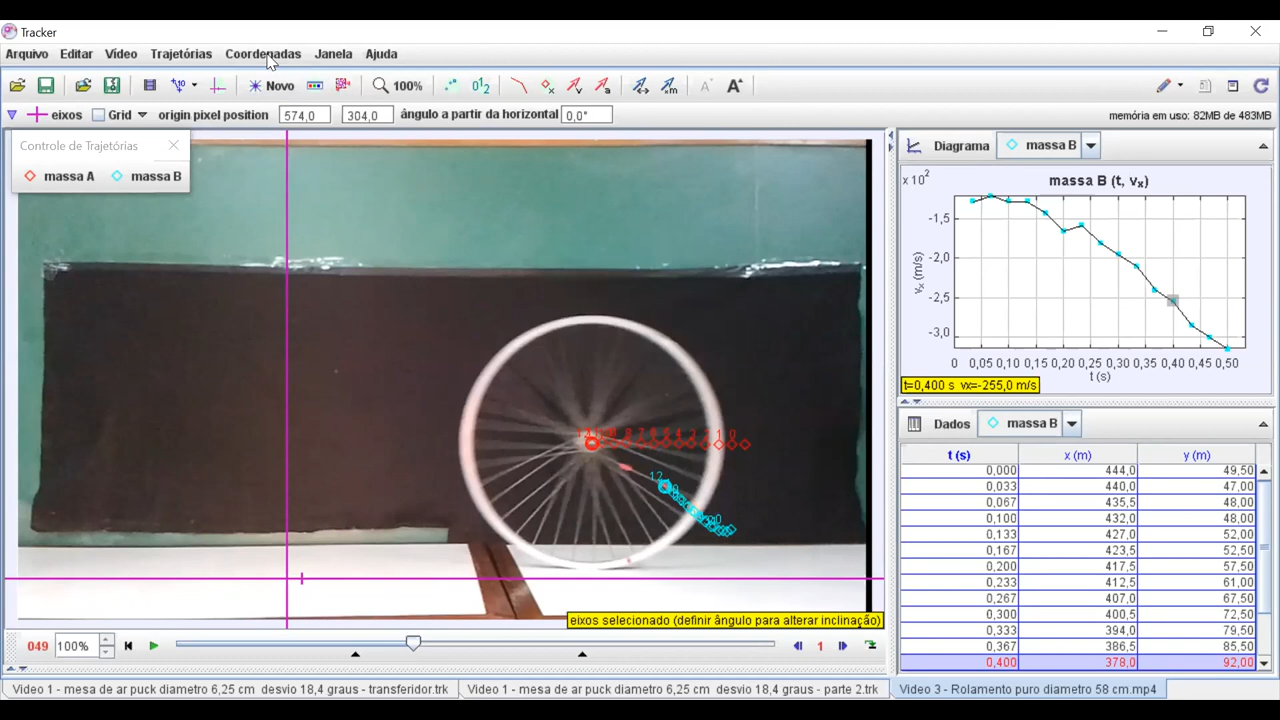 Tracker
Arquivo Editar Vídeo Trajetórias Coordenadas Janela Ajuda
Novo 100%
eixos Grid origin pixel position 574,0 304,0 ângulo a partir da horizontal 0,0° memória em uso: 82MB de 483MB
Controle de Trajetórias
massa A massa B
Diagrama massa B
x 10²
massa B (t, vx)
-1,5
-2,0
-2,5
-3,0
vx (m/s)
0 0,05 0,10 0,15 0,20 0,25 0,30 0,35 0,40 0,45 0,50
t (s)
t=0,400 s vx=-255,0 m/s
Dados massa B
t (s) x (m) y (m)
0,000 444,0 49,50
0,033 440,0 47,00
0,067 435,5 48,00
0,100 432,0 48,00
0,133 427,0 52,00
0,167 423,5 52,50
0,200 417,5 57,50
0,233 412,5 61,00
0,267 407,0 67,50
0,300 400,5 72,50
0,333 394,0 79,50
0,367 386,5 85,50
0,400 378,0 92,00
eixos selecionado (definir ângulo para alterar inclinação)
049 100% 1
Video 1 - mesa de ar puck diametro 6,25 cm desvio 18,4 graus - transferidor.trk
Video 1 - mesa de ar puck diametro 6,25 cm desvio 18,4 graus - parte 2.trk
Video 3 - Rolamento puro diametro 58 cm.mp4